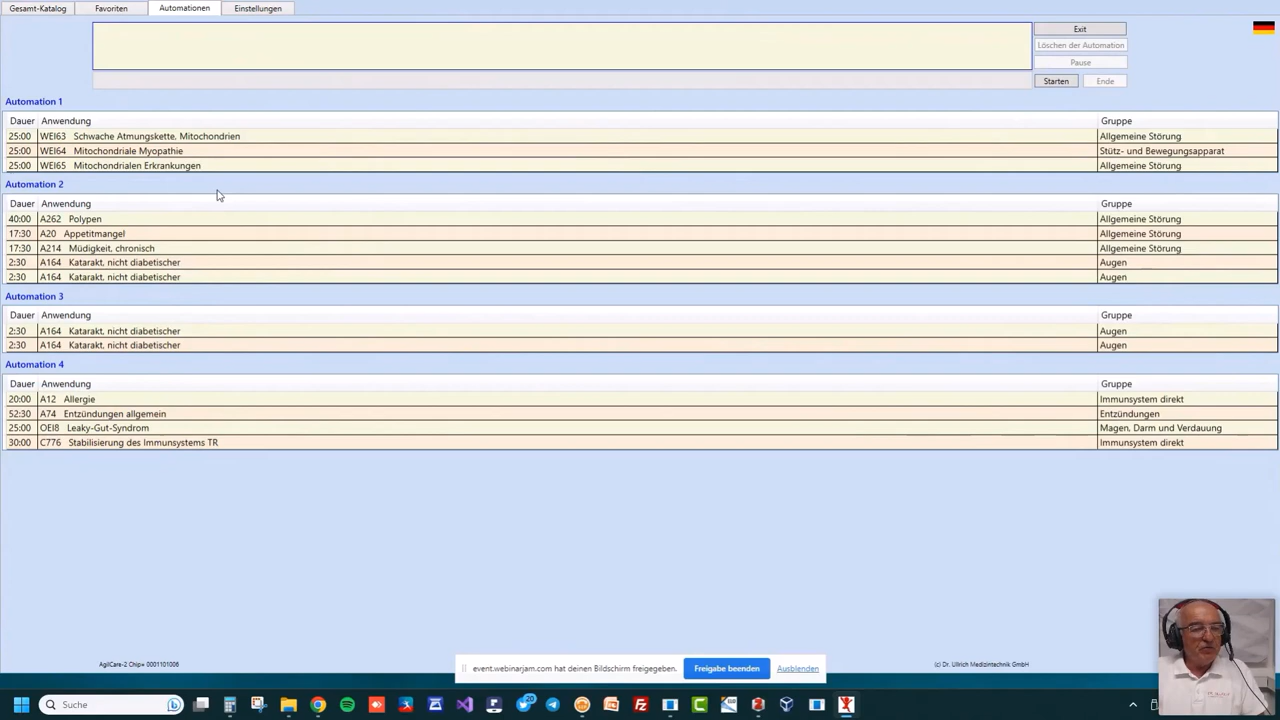 Gesamt-Katalog Favoriten Automationen Einstellungen
Exit
Löschen der Automation
Pause
Starten Ende
Automation 1
Dauer Anwendung Gruppe
25:00 WEI63 Schwache Atmungskette, Mitochondrien Allgemeine Störung
25:00 WEI64 Mitochondriale Myopathie Stütz- und Bewegungsapparat
25:00 WEI65 Mitochondrialen Erkrankungen Allgemeine Störung
Automation 2
Dauer Anwendung Gruppe
40:00 A262 Polypen Allgemeine Störung
17:30 A20 Appetitmangel Allgemeine Störung
17:30 A214 Müdigkeit, chronisch Allgemeine Störung
2:30 A164 Katarakt, nicht diabetischer Augen
2:30 A164 Katarakt, nicht diabetischer Augen
Automation 3
Dauer Anwendung Gruppe
2:30 A164 Katarakt, nicht diabetischer Augen
2:30 A164 Katarakt, nicht diabetischer Augen
Automation 4
Dauer Anwendung Gruppe
20:00 A12 Allergie Immunsystem direkt
52:30 A74 Entzündungen allgemein Entzündungen
25:00 OEI8 Leaky-Gut-Syndrom Magen, Darm und Verdauung
30:00 C776 Stabilisierung des Immunsystems TR Immunsystem direkt
AgilCare-2 Chip= 0001101006
event.webinarjam.com hat deinen Bildschirm freigegeben. Freigabe beenden Ausblenden
(c) Dr. Ullrich Medizintechnik GmbH
Suche